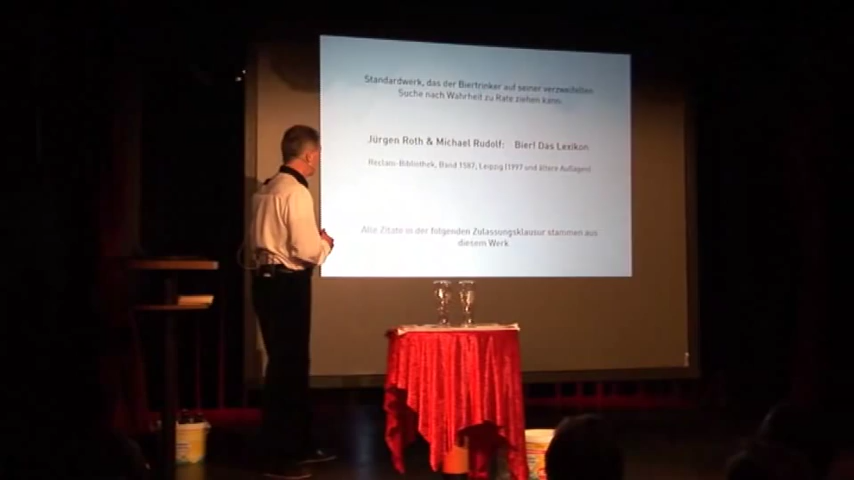 Standardwerk, das der Biertrinker auf seiner verzweifelten
Suche nach Wahrheit zu Rate ziehen kann:
Jürgen Roth & Michael Rudolf: Bier! Das Lexikon
Reclam-Bibliothek, Band 1587, Leipzig (1997 und ältere Auflagen)
Alle Zitate in der folgenden Zulassungsklausur stammen aus
diesem Werk